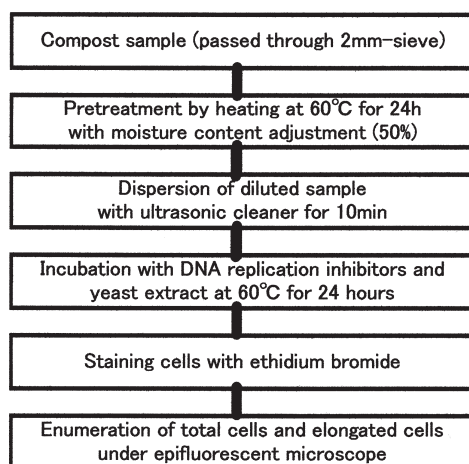 Compost sample (passed through 2mm-sieve)
Pretreatment by heating at 60℃ for 24h
with moisture content adjustment (50%)
Dispersion of diluted sample
with ultrasonic cleaner for 10min
Incubation with DNA replication inhibitors and
yeast extract at 60℃ for 24 hours
Staining cells with ethidium bromide
Enumeration of total cells and elongated cells
under epifluorescent microscope